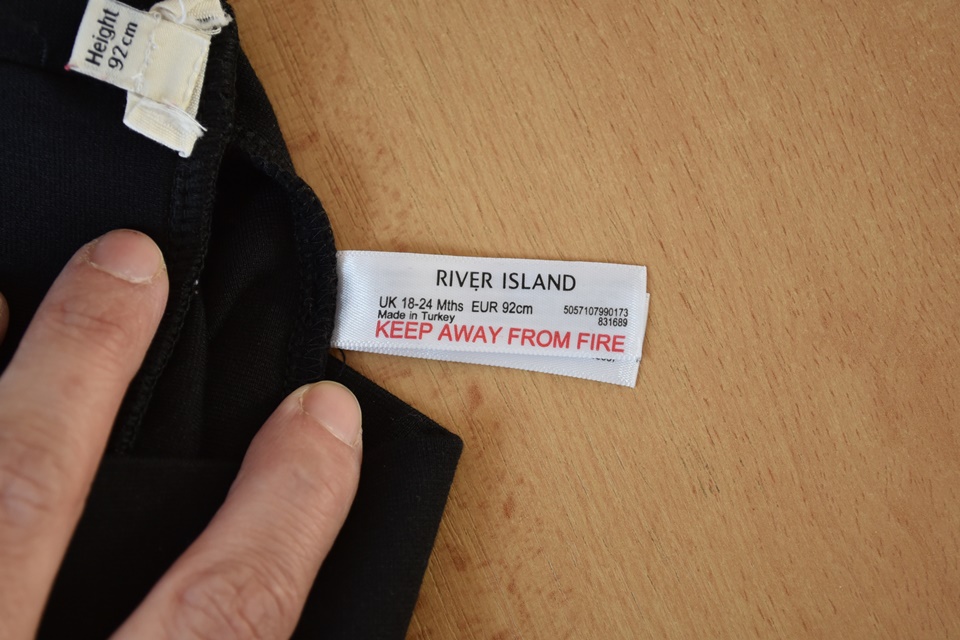 Height
92cm
RIVER ISLAND
UK 18-24 Mths EUR 92cm
5057107990173
Made in Turkey
831689
KEEP AWAY FROM FIRE